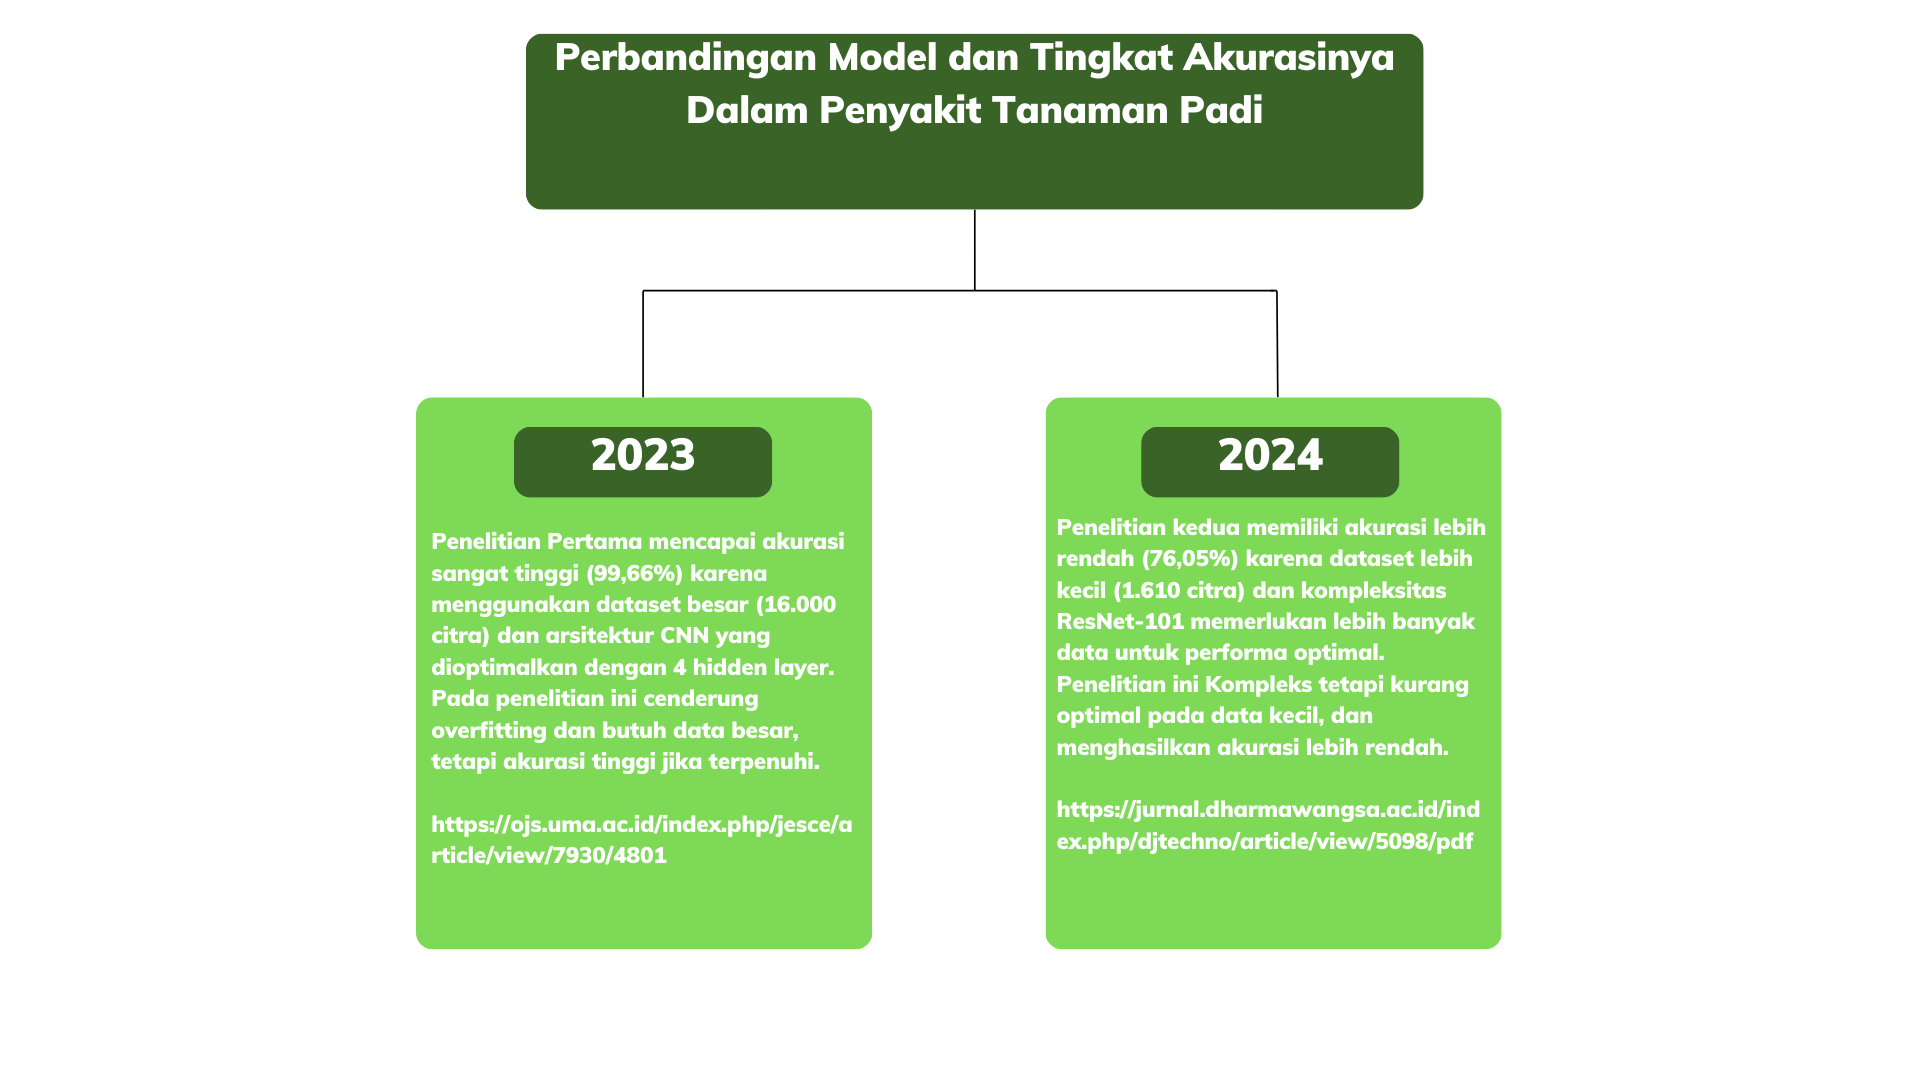 Perbandingan Model dan Tingkat Akurasinya
Dalam Penyakit Tanaman Padi
2023
Penelitian Pertama mencapai akurasi
sangat tinggi (99,66%) karena
menggunakan dataset besar (16.000
citra) dan arsitektur CNN yang
dioptimalkan dengan 4 hidden layer.
Pada penelitian ini cenderung
overfitting dan butuh data besar,
tetapi akurasi tinggi jika terpenuhi.
https://ojs.uma.ac.id/index.php/jesce/a
rticle/view/7930/4801
2024
Penelitian kedua memiliki akurasi lebih
rendah (76,05%) karena dataset lebih
kecil (1.610 citra) dan kompleksitas
ResNet-101 memerlukan lebih banyak
data untuk performa optimal.
Penelitian ini Kompleks tetapi kurang
optimal pada data kecil, dan
menghasilkan akurasi lebih rendah.
https://jurnal.dharmawangsa.ac.id/ind
ex.php/djtechno/article/view/5098/pdf